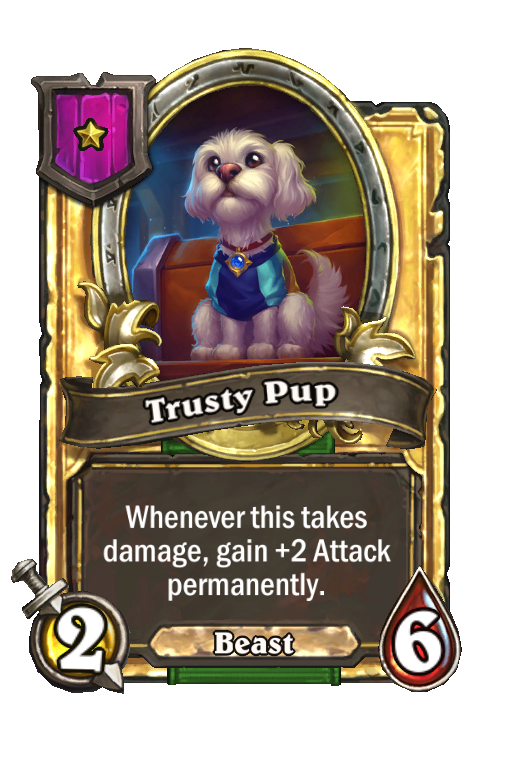 Trusty Pup
Whenever this takes
damage, gain +2 Attack
permanently.
2
Beast
6